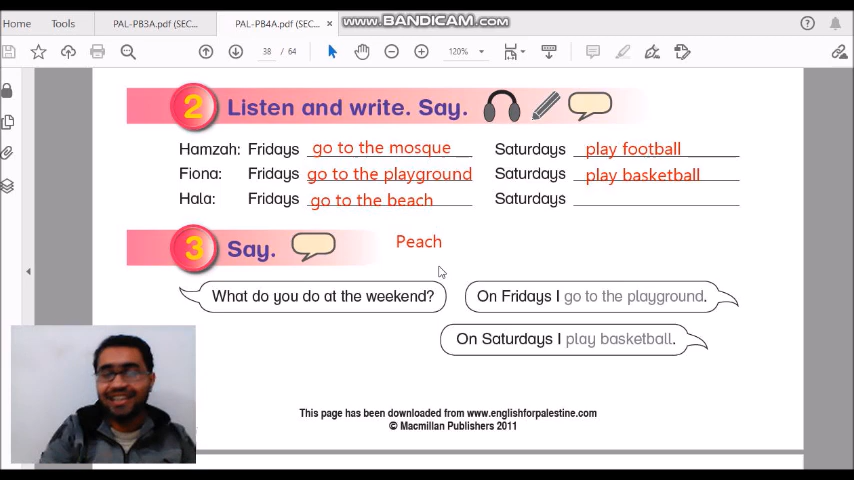 www.BANDICAM.com
Home Tools PAL-PB3A.pdf (SEC... PAL-PB4A.pdf (SEC... ×
38 / 64 120%
2 Listen and write. Say.
Hamzah: Fridays go to the mosque Saturdays play football
Fiona: Fridays go to the playground Saturdays play basketball
Hala: Fridays go to the beach Saturdays
3 Say.
Peach
What do you do at the weekend? On Fridays I go to the playground.
On Saturdays I play basketball.
This page has been downloaded from www.englishforpalestine.com
© Macmillan Publishers 2011